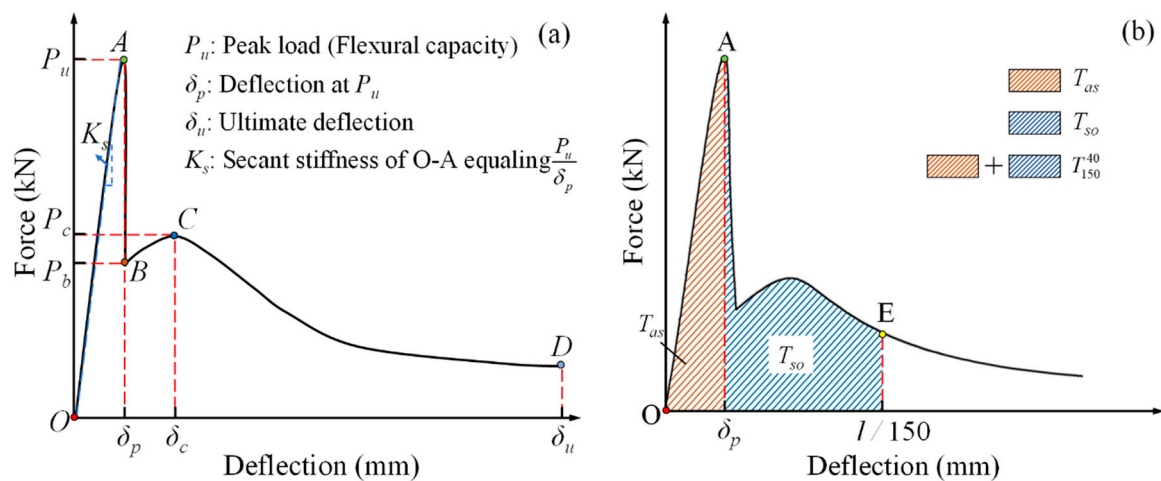 (a)
P_u: Peak load (Flexural capacity)
δ_p: Deflection at P_u
δ_u: Ultimate deflection
K_s: Secant stiffness of O-A equaling P_u/δ_p
Force (kN)
P_u
P_c
P_b
A
K_s
C
B
D
O
δ_p
δ_c
δ_u
Deflection (mm)
(b)
T_as
T_so
+ T_150^40
Force (kN)
A
E
T_as
T_so
O
δ_p
l / 150
Deflection (mm)